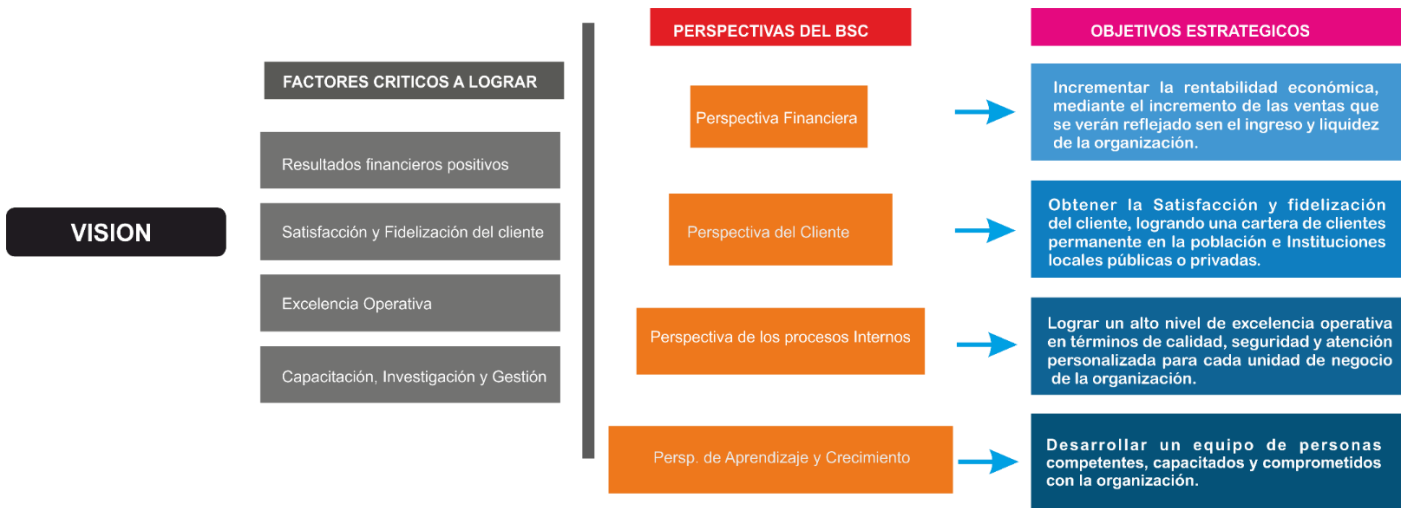 VISION
FACTORES CRITICOS A LOGRAR
Resultados financieros positivos
Satisfacción y Fidelización del cliente
Excelencia Operativa
Capacitación, Investigación y Gestión
PERSPECTIVAS DEL BSC
Perspectiva Financiera
Perspectiva del Cliente
Perspectiva de los procesos Internos
Persp. de Aprendizaje y Crecimiento
OBJETIVOS ESTRATEGICOS
Incrementar la rentabilidad económica,
mediante el incremento de las ventas que
se verán reflejado sen el ingreso y liquidez
de la organización.
Obtener la Satisfacción y fidelización
del cliente, logrando una cartera de clientes
permanente en la población e Instituciones
locales públicas o privadas.
Lograr un alto nivel de excelencia operativa
en términos de calidad, seguridad y atención
personalizada para cada unidad de negocio
de la organización.
Desarrollar un equipo de personas
competentes, capacitados y comprometidos
con la organización.